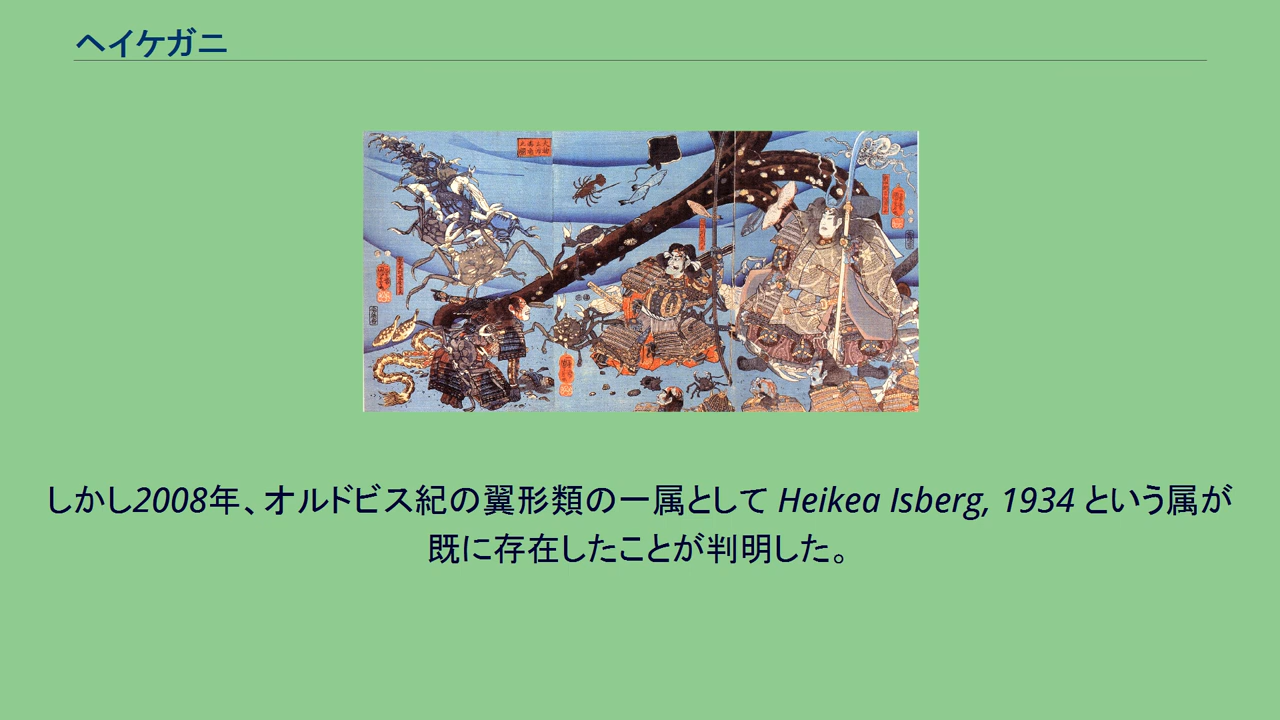 ヘイケガニ
しかし2008年、オルドビス紀の翼形類の一属として Heikea Isberg, 1934 という属が
既に存在したことが判明した。